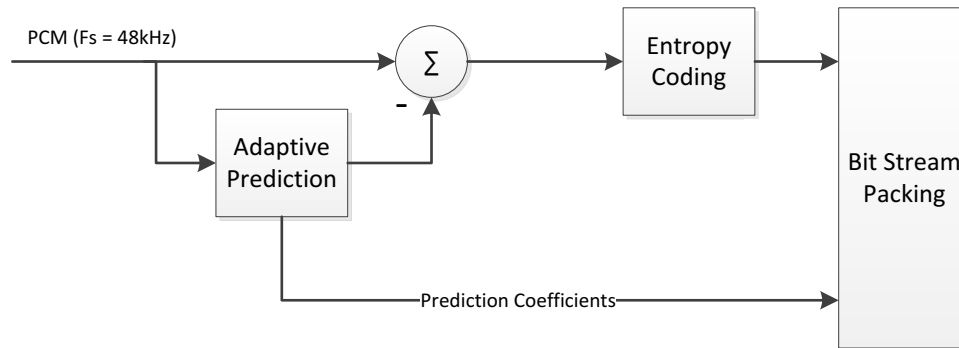 PCM (Fs = 48kHz)
Σ
-
Entropy
Coding
Adaptive
Prediction
Bit Stream
Packing
Prediction Coefficients